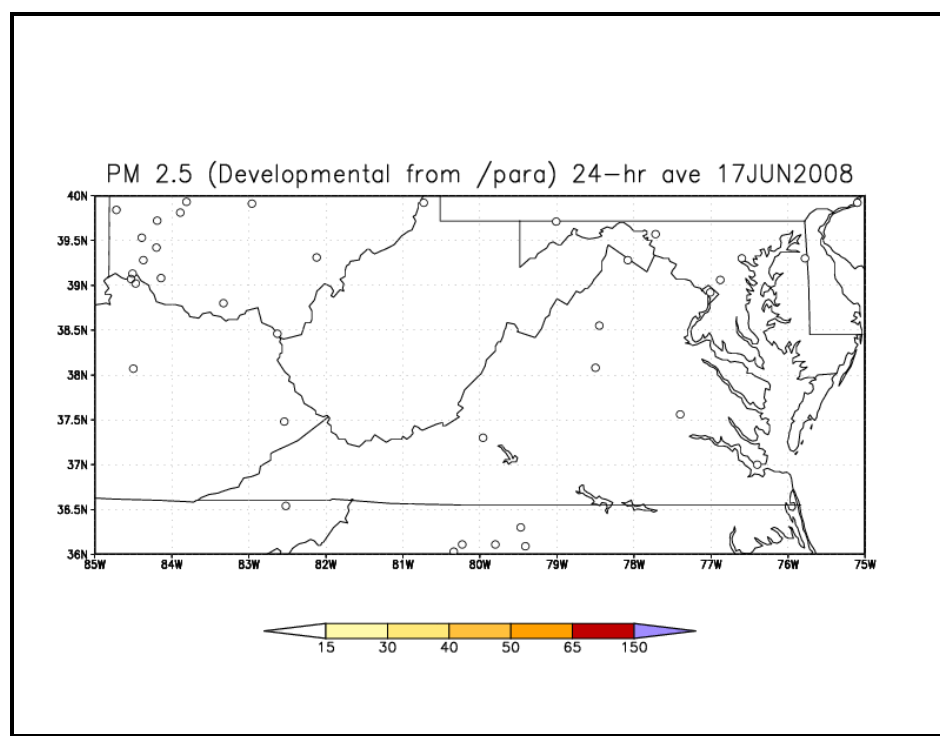 PM 2.5 (Developmental from /para) 24-hr ave 17JUN2008
40N
39.5N
39N
38.5N
38N
37.5N
37N
36.5N
36N
85W 84W 83W 82W 81W 80W 79W 78W 77W 76W 75W
15 30 40 50 65 150